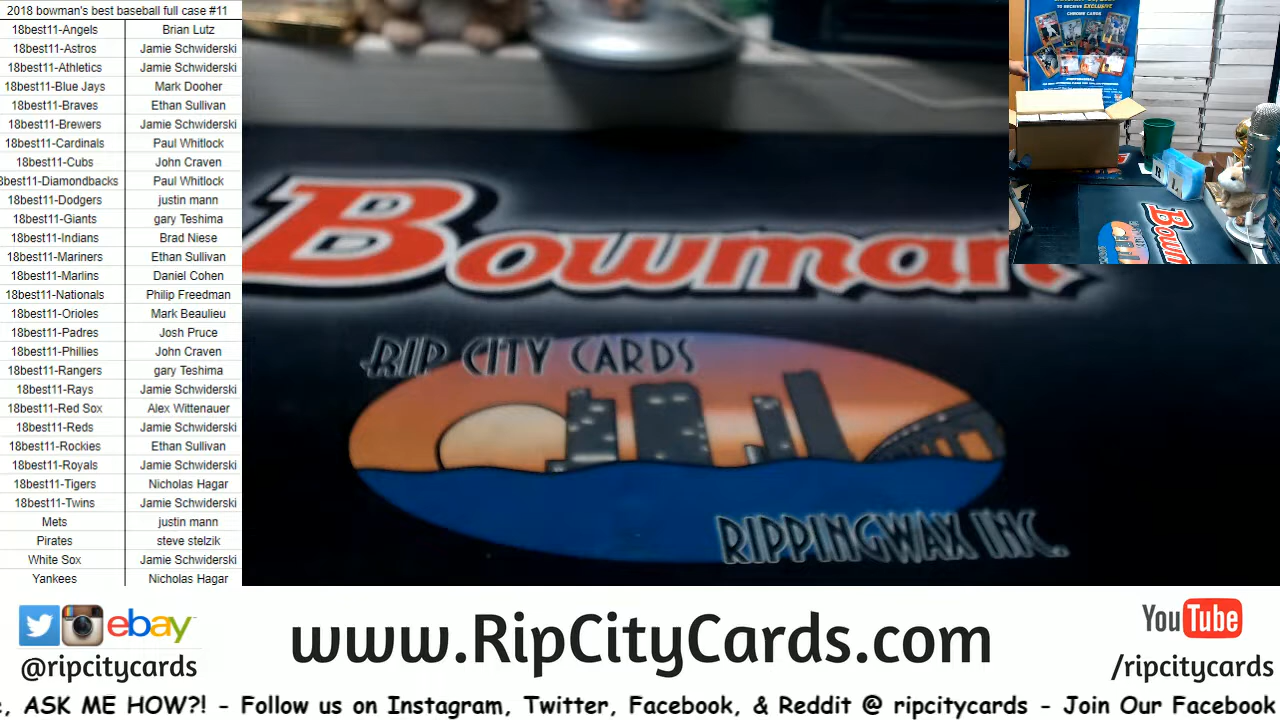 2018 bowman's best baseball full case #11
18best11-Angels Brian Lutz
18best11-Astros Jamie Schwiderski
18best11-Athletics Jamie Schwiderski
18best11-Blue Jays Mark Dooher
18best11-Braves Ethan Sullivan
18best11-Brewers Jamie Schwiderski
18best11-Cardinals Paul Whitlock
18best11-Cubs John Craven
8best11-Diamondbacks Paul Whitlock
18best11-Dodgers justin mann
18best11-Giants gary Teshima
18best11-Indians Brad Niese
18best11-Mariners Ethan Sullivan
18best11-Marlins Daniel Cohen
18best11-Nationals Philip Freedman
18best11-Orioles Mark Beaulieu
18best11-Padres Josh Pruce
18best11-Phillies John Craven
18best11-Rangers gary Teshima
18best11-Rays Jamie Schwiderski
18best11-Red Sox Alex Wittenauer
18best11-Reds Jamie Schwiderski
18best11-Rockies Ethan Sullivan
18best11-Royals Jamie Schwiderski
18best11-Tigers Nicholas Hagar
18best11-Twins Jamie Schwiderski
Mets justin mann
Pirates steve stelzik
White Sox Jamie Schwiderski
Yankees Nicholas Hagar
Bowman
RIP CITY CARDS
RIPPINGWAX INC.
TO RECEIVE EXCLUSIVE
CHROME CARDS
R L
Bowm
ebay
@ripcitycards
www.RipCityCards.com
YouTube
/ripcitycards
e, ASK ME HOW?! - Follow us on Instagram, Twitter, Facebook, & Reddit @ ripcitycards - Join Our Facebook